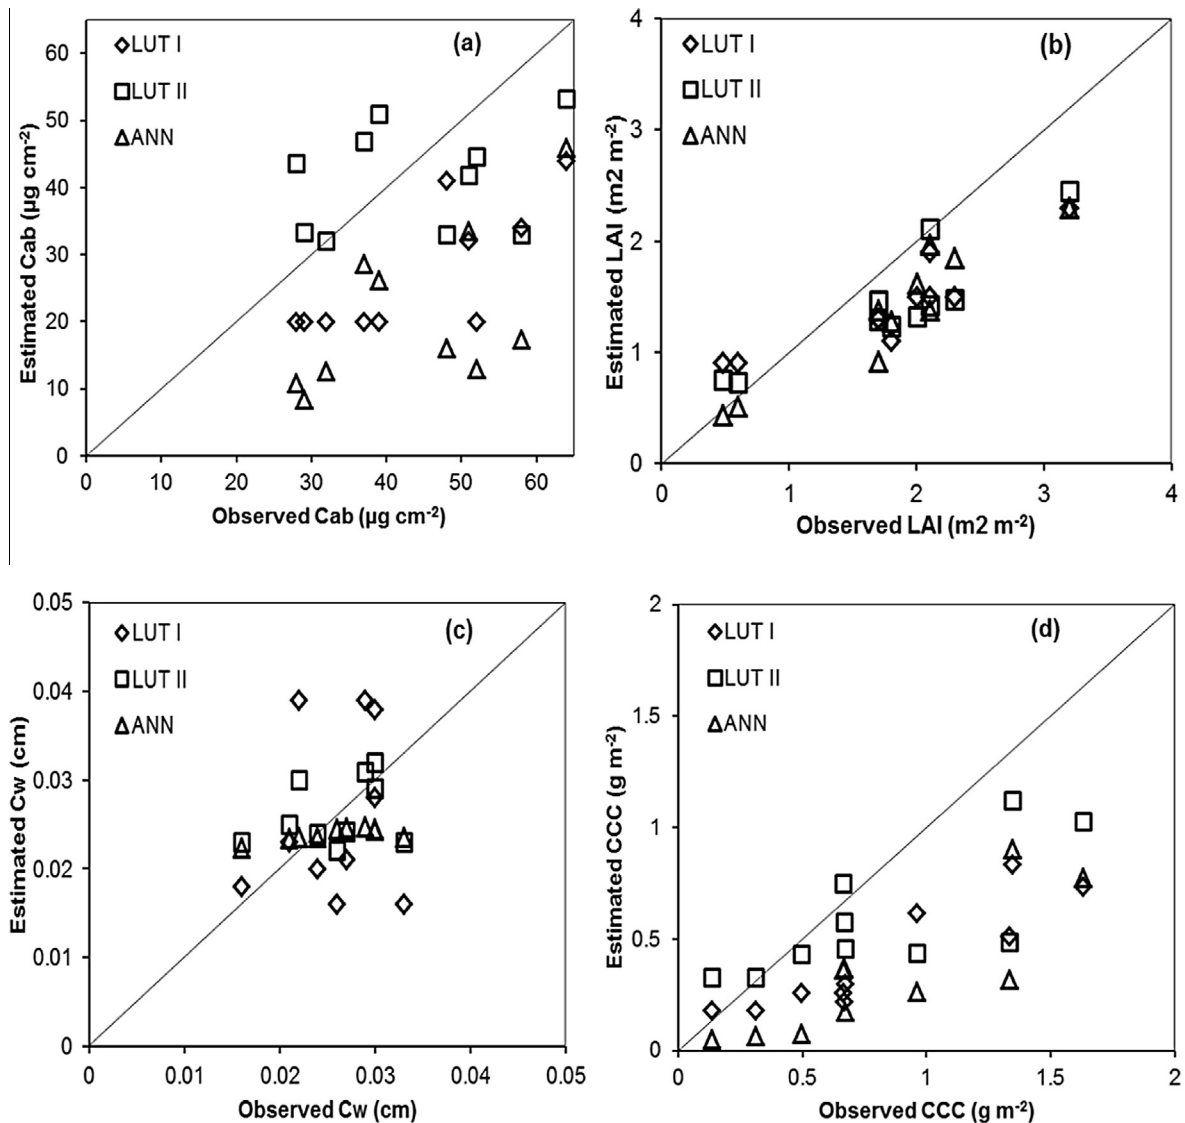 (a)
LUT I
LUT II
ANN
60
50
40
30
20
10
0
0 10 20 30 40 50 60
Estimated Cab (µg cm-2)
Observed Cab (µg cm-2)
(b)
LUT I
LUT II
ANN
4
3
2
1
0
0 1 2 3 4
Estimated LAI (m2 m-2)
Observed LAI (m2 m-2)
(c)
LUT I
LUT II
ANN
0.05
0.04
0.03
0.02
0.01
0
0 0.01 0.02 0.03 0.04 0.05
Estimated Cw (cm)
Observed Cw (cm)
(d)
LUT I
LUT II
ANN
2
1.5
1
0.5
0
0 0.5 1 1.5 2
Estimated CCC (g m-2)
Observed CCC (g m-2)